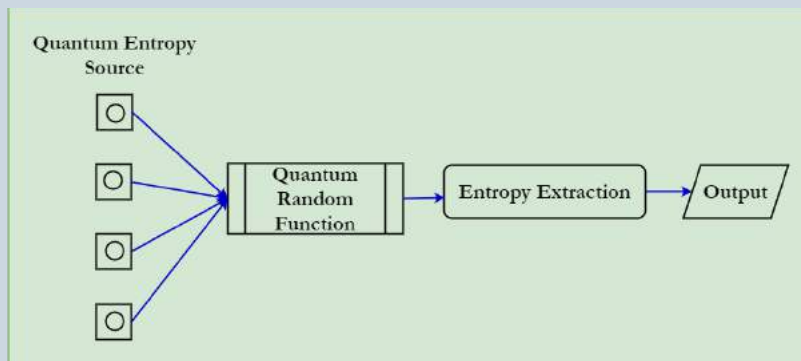 Quantum Entropy
Source
Quantum
Random
Function
Entropy Extraction
Output